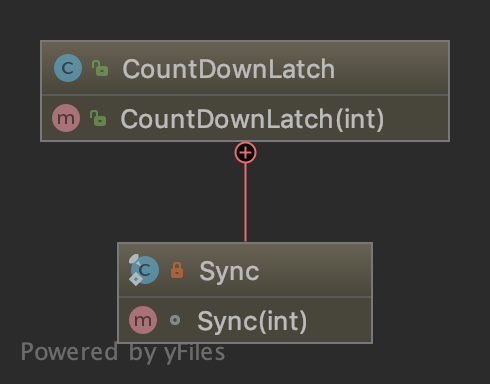 CountDownLatch
CountDownLatch(int)
Sync
Sync(int)
Powered by yFiles